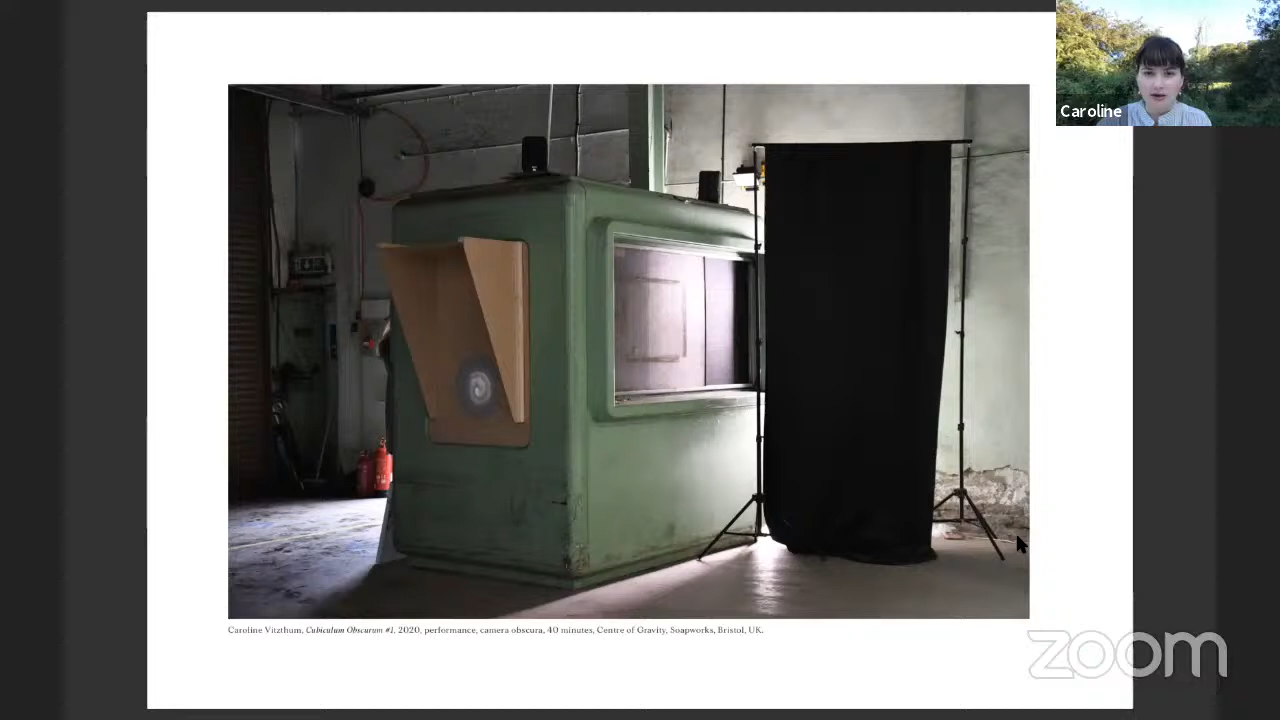 Caroline
Caroline Vitzthum, Cubiculum Obscurum #1, 2020, performance, camera obscura, 40 minutes, Centre of Gravity, Soapworks, Bristol, UK.
zoom